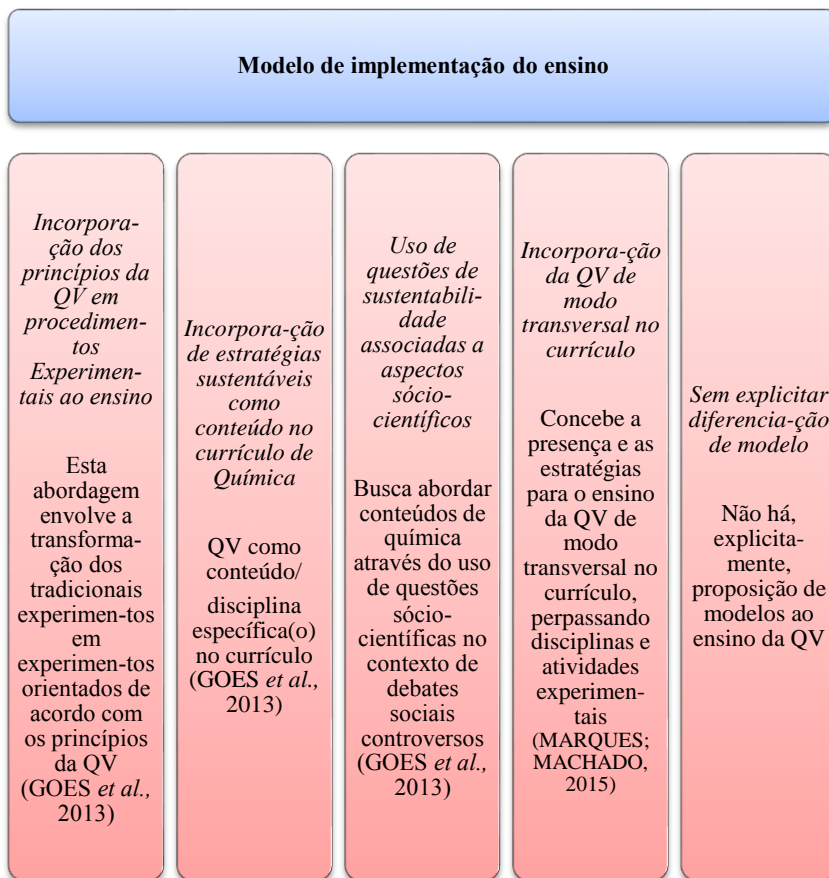 Modelo de implementação do ensino
Incorpora-
ção dos
princípios da
QV em
procedimen-
tos
Experimen-
tais ao ensino
Esta
abordagem
envolve a
transforma-
ção dos
tradicionais
experimen-tos
em
experimen-tos
orientados de
acordo com
os princípios
da QV
(GOES et al.,
2013)
Incorpora-ção
de estratégias
sustentáveis
como
conteúdo no
currículo de
Química
QV como
conteúdo/
disciplina
específica(o)
no currículo
(GOES et al.,
2013)
Uso de
questões de
sustentabili-
dade
associadas a
aspectos
sócio-
científicos
Busca abordar
conteúdos de
química
através do uso
de questões
sócio-
científicas no
contexto de
debates
sociais
controversos
(GOES et al.,
2013)
Incorpora-ção
da QV de
modo
transversal no
currículo
Concebe a
presença e as
estratégias
para o ensino
da QV de
modo
transversal no
currículo,
perpassando
disciplinas e
atividades
experimen-
tais
(MARQUES;
MACHADO,
2015)
Sem explicitar
diferencia-ção
de modelo
Não há,
explicita-
mente,
proposição de
modelos ao
ensino da QV